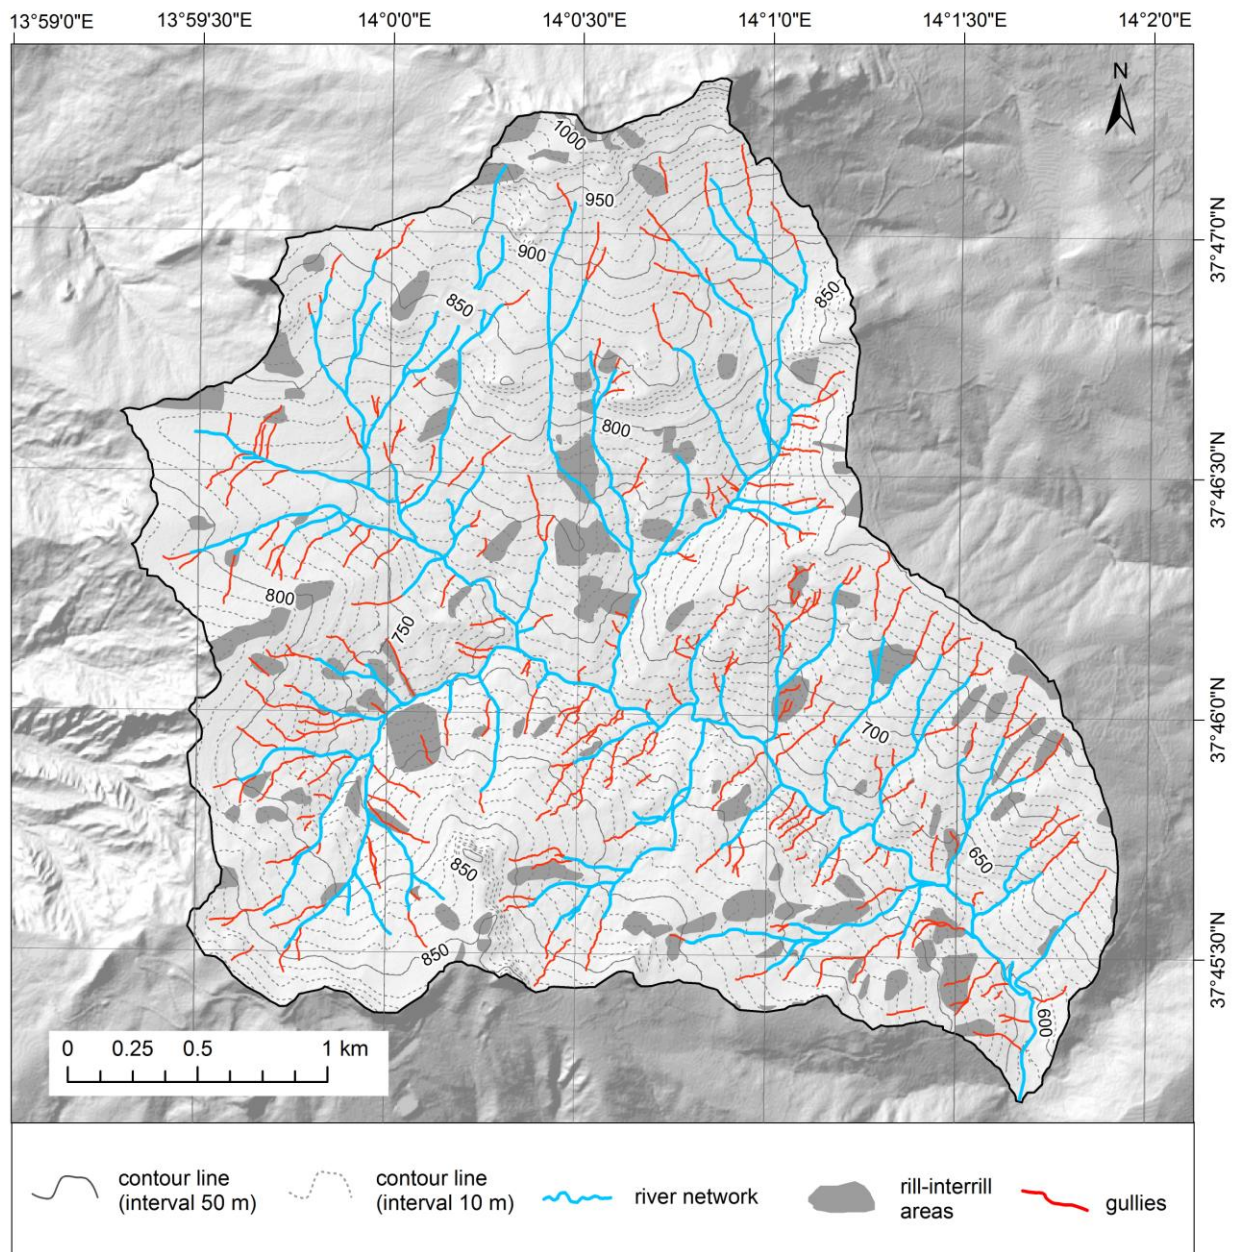 13°59'0"E 13°59'30"E 14°0'0"E 14°0'30"E 14°1'0"E 14°1'30"E 14°2'0"E
N
1000
950
900
850
850
37°47'0"N
800
37°46'30"N
800
750
37°46'0"N
700
650
850
850
37°45'30"N
600
0 0.25 0.5 1 km
contour line
(interval 50 m)
contour line
(interval 10 m)
river network
rill-interrill
areas
gullies